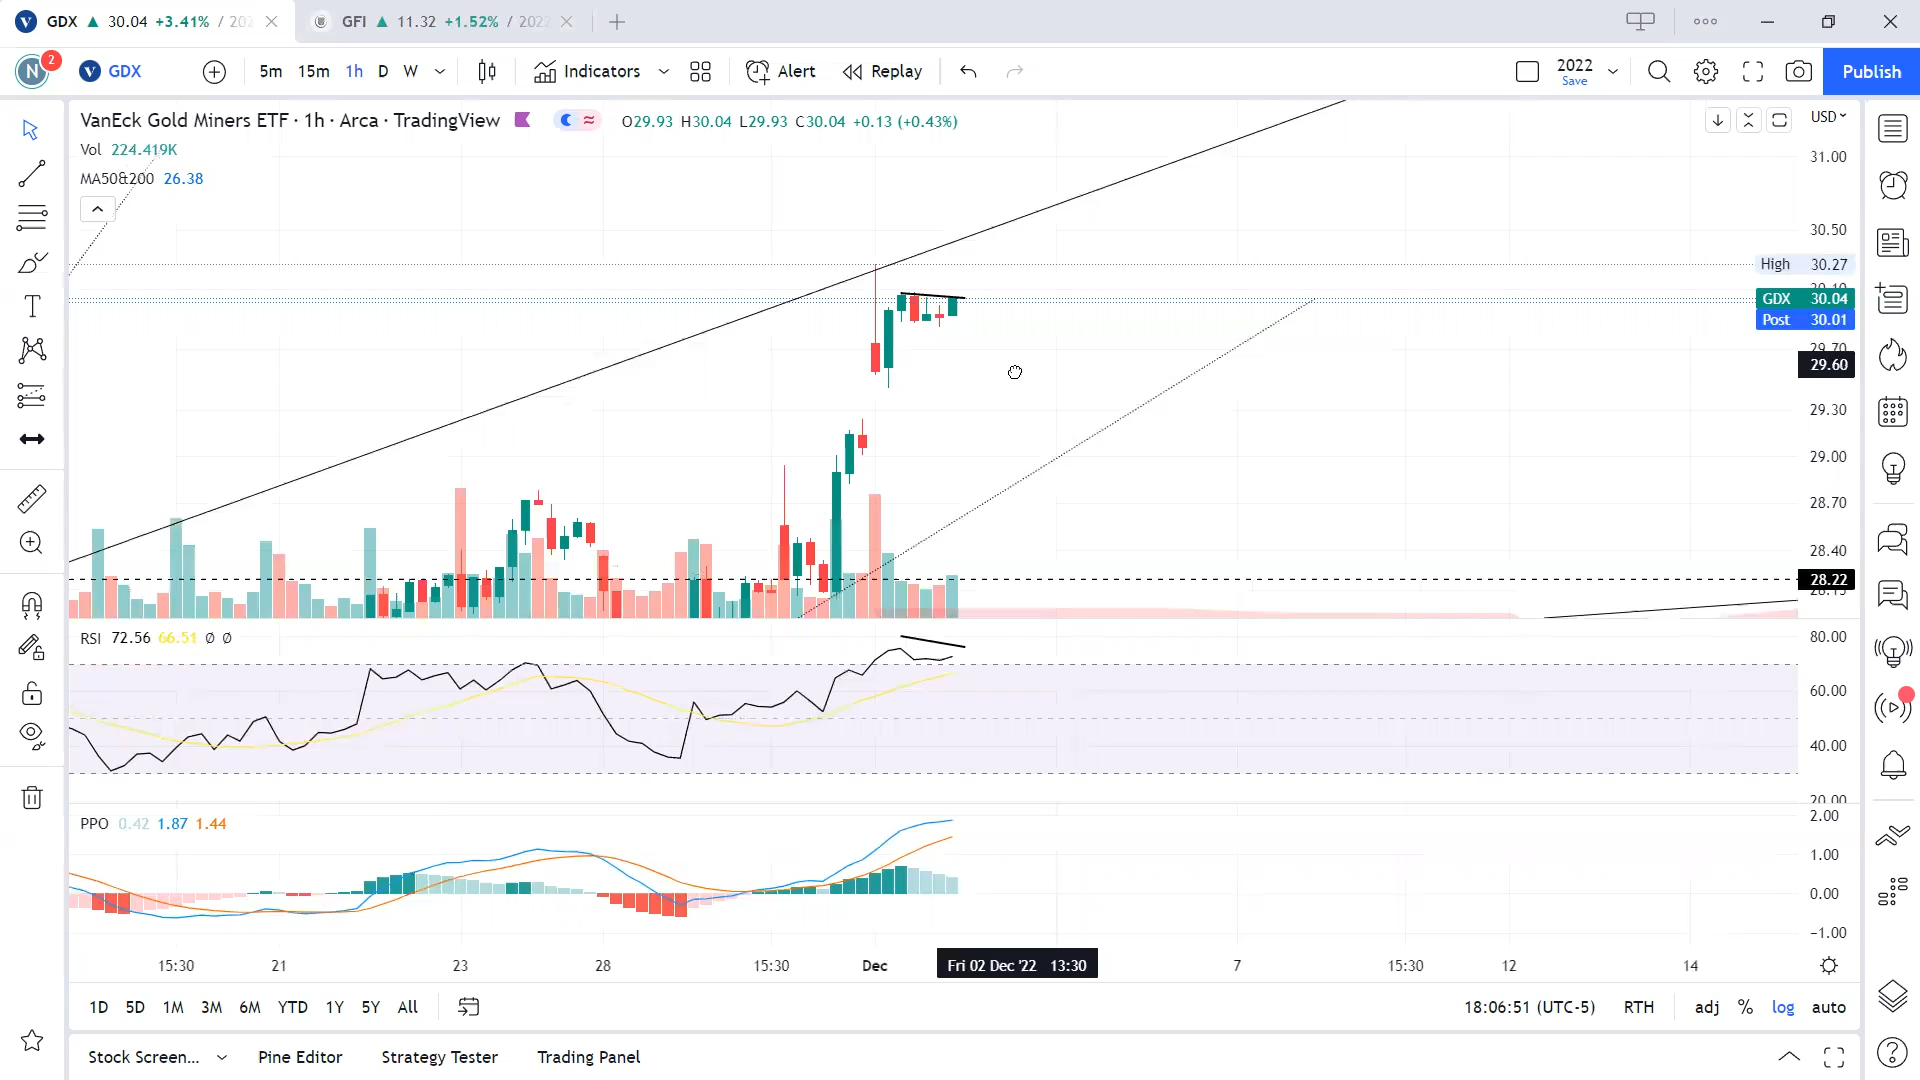 GDX ▲ 30.04 +3.41% / 202
GFI ▲ 11.32 +1.52% / 2022
N 2
GDX
5m 15m 1h D W
Indicators
Alert
Replay
2022
Save
Publish
VanEck Gold Miners ETF · 1h · Arca · TradingView
O29.93 H30.04 L29.93 C30.04 +0.13 (+0.43%)
USD
Vol 224.419K
MA50&200 26.38
31.00
30.50
High 30.27
GDX 30.04
Post 30.01
29.60
29.30
29.00
28.70
28.40
28.22
RSI 72.56 66.51 Ø Ø
80.00
60.00
40.00
20.00
PPO 0.42 1.87 1.44
2.00
1.00
0.00
−1.00
15:30 21 23 28 15:30 Dec Fri 02 Dec '22 13:30 7 15:30 12 14
1D 5D 1M 3M 6M YTD 1Y 5Y All
18:06:51 (UTC-5) RTH adj % log auto
Stock Screen... Pine Editor Strategy Tester Trading Panel